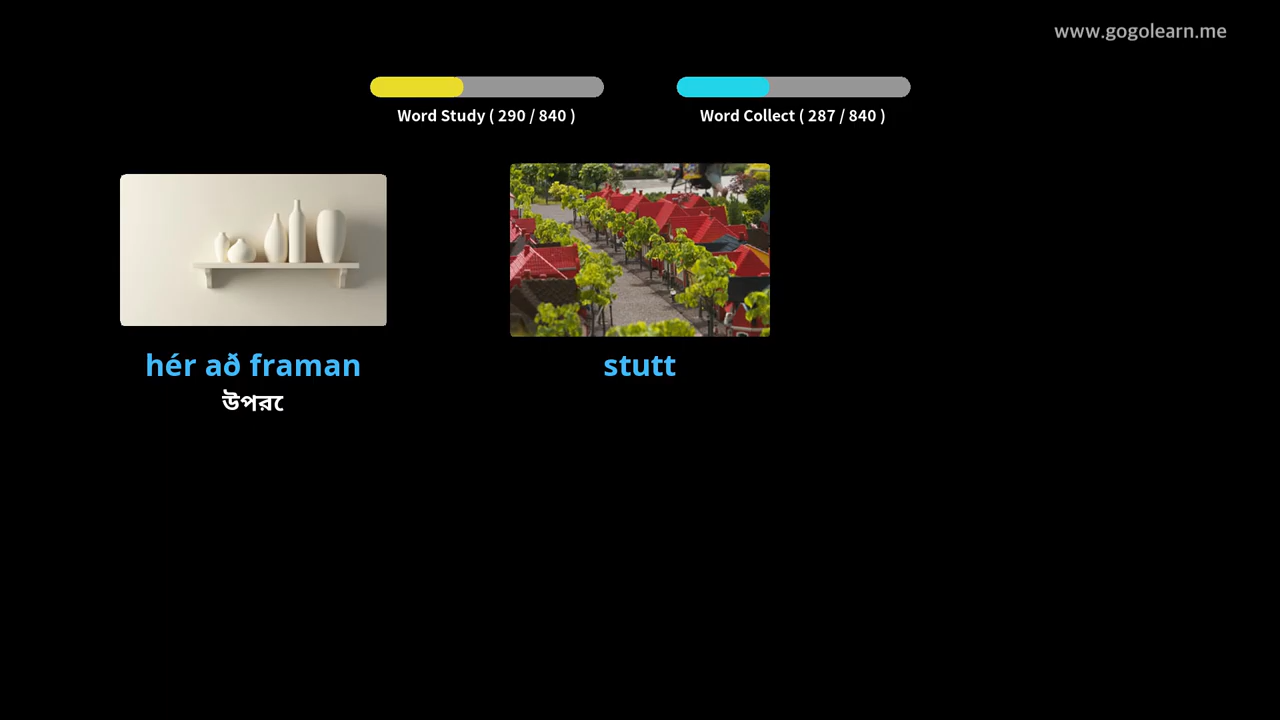 www.gogolearn.me
Word Study ( 290 / 840 )
Word Collect ( 287 / 840 )
hér að framan
stutt
উপরে